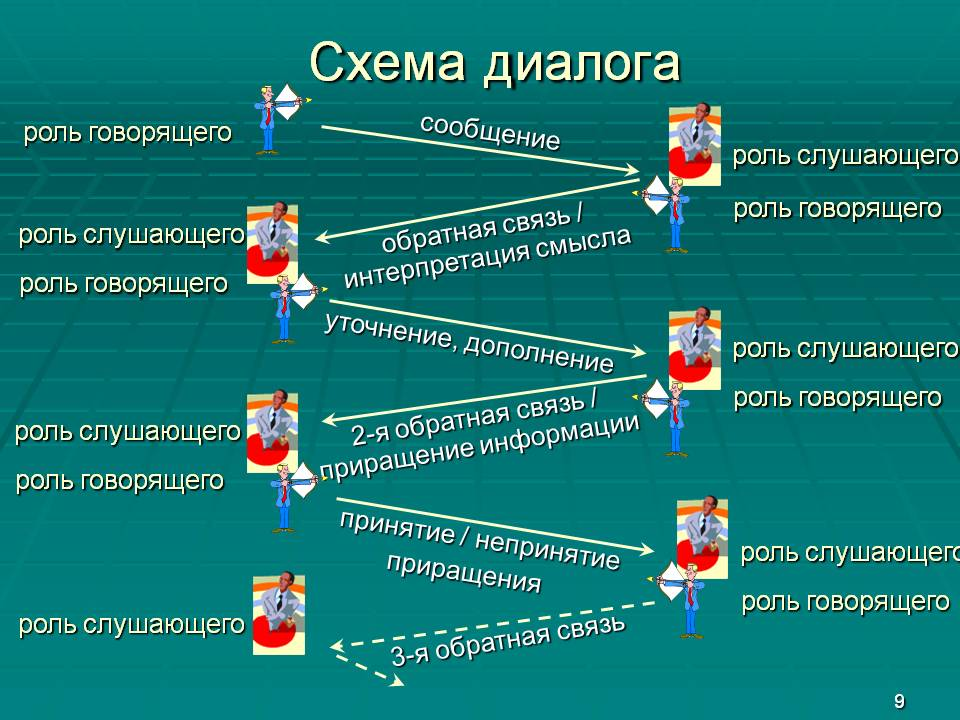 Схема диалога
роль говорящего
сообщение
роль слушающего
роль говорящего
обратная связь /
интерпретация смысла
роль слушающего
роль говорящего
уточнение, дополнение
роль слушающего
роль говорящего
2-я обратная связь /
приращение информации
роль слушающего
роль говорящего
принятие / непринятие
приращения
роль слушающего
роль говорящего
3-я обратная связь
роль слушающего
9